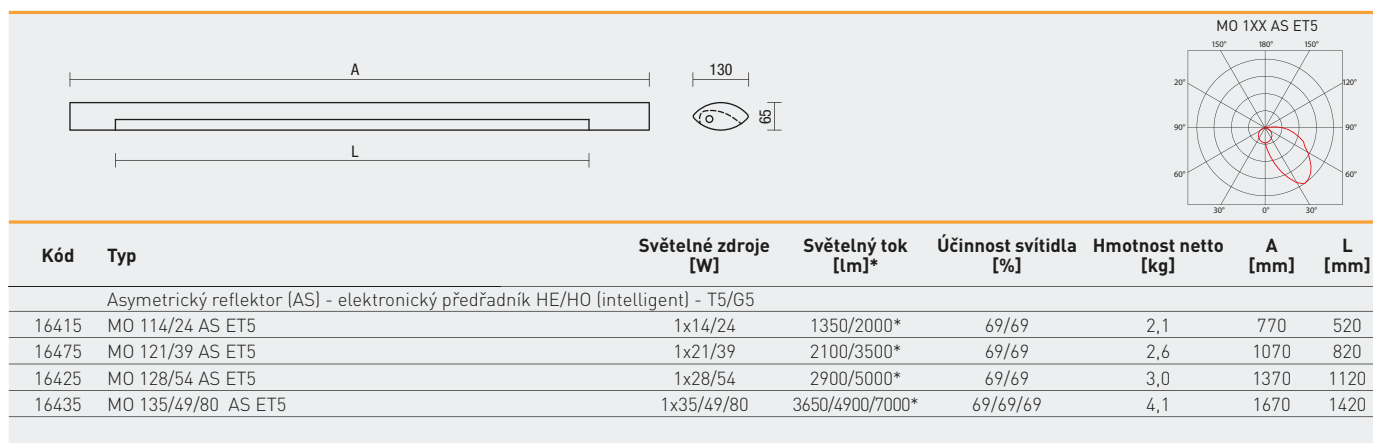 MO 1XX AS ET5
150° 180° 150°
20° 120°
90° 90°
60° 60°
30° 0° 30°
A
L
130
65
Kód Typ Světelné zdroje [W] Světelný tok [lm]* Účinnost svítidla [%] Hmotnost netto [kg] A [mm] L [mm]
Asymetrický reflektor (AS) - elektronický předřadník HE/HO (intelligent) - T5/G5
16415 MO 114/24 AS ET5 1x14/24 1350/2000* 69/69 2,1 770 520
16475 MO 121/39 AS ET5 1x21/39 2100/3500* 69/69 2,6 1070 820
16425 MO 128/54 AS ET5 1x28/54 2900/5000* 69/69 3,0 1370 1120
16435 MO 135/49/80 AS ET5 1x35/49/80 3650/4900/7000* 69/69/69 4,1 1670 1420